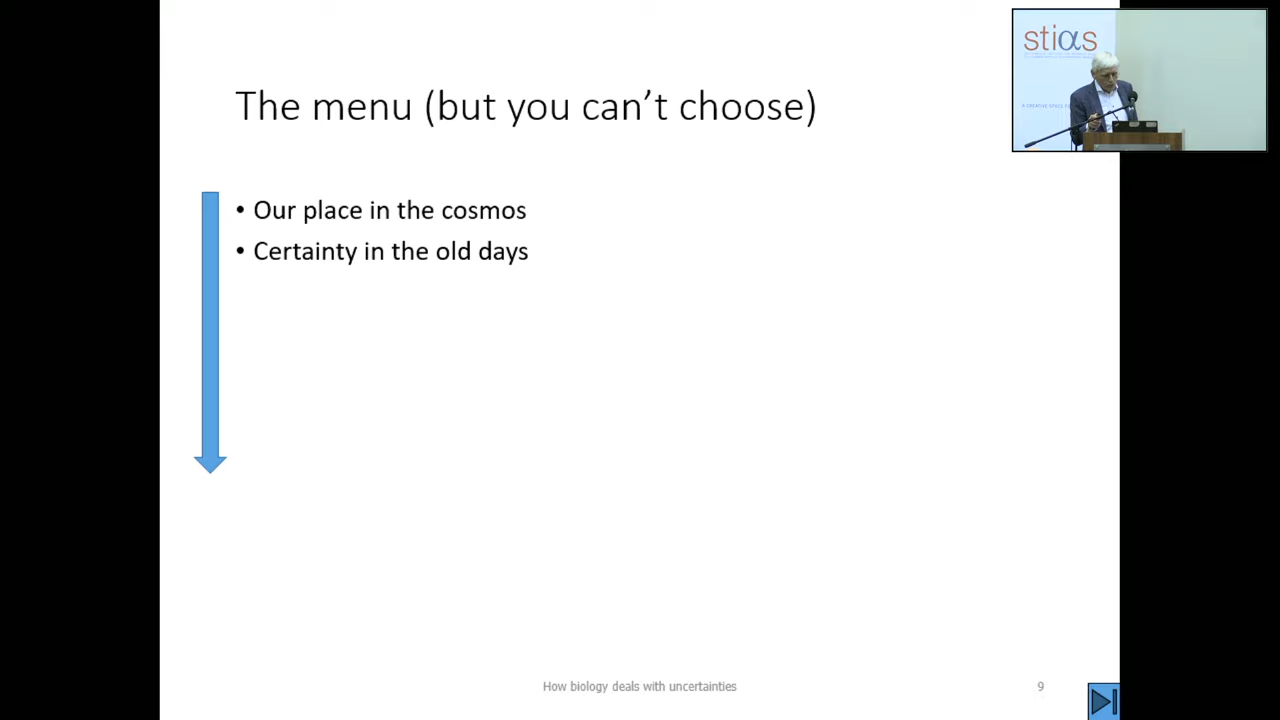 The menu (but you can't choose)
• Our place in the cosmos
• Certainty in the old days
How biology deals with uncertainties
9
stiαs